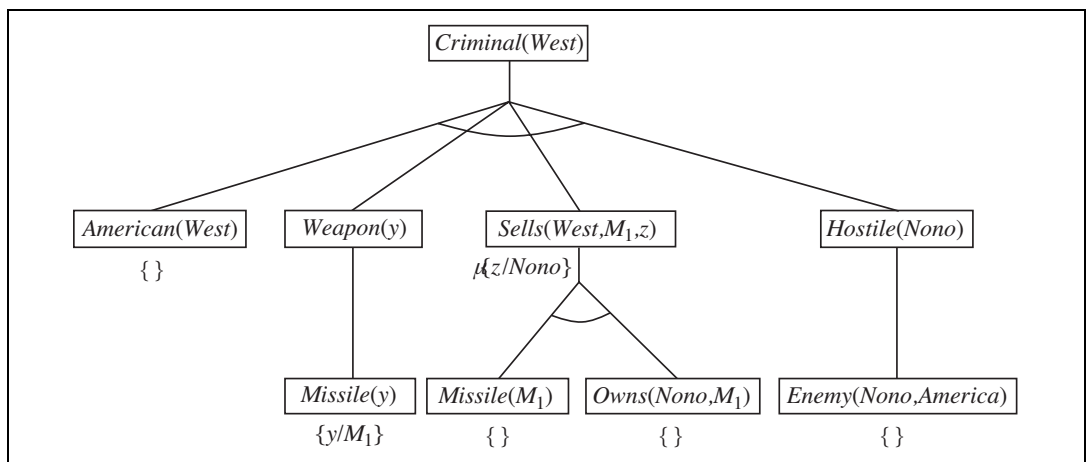 Criminal(West)
American(West) Weapon(y) Sells(West,M₁,z) Hostile(Nono)
{ } {z/Nono}
Missile(y) Missile(M₁) Owns(Nono,M₁) Enemy(Nono,America)
{y/M₁} { } { } { }